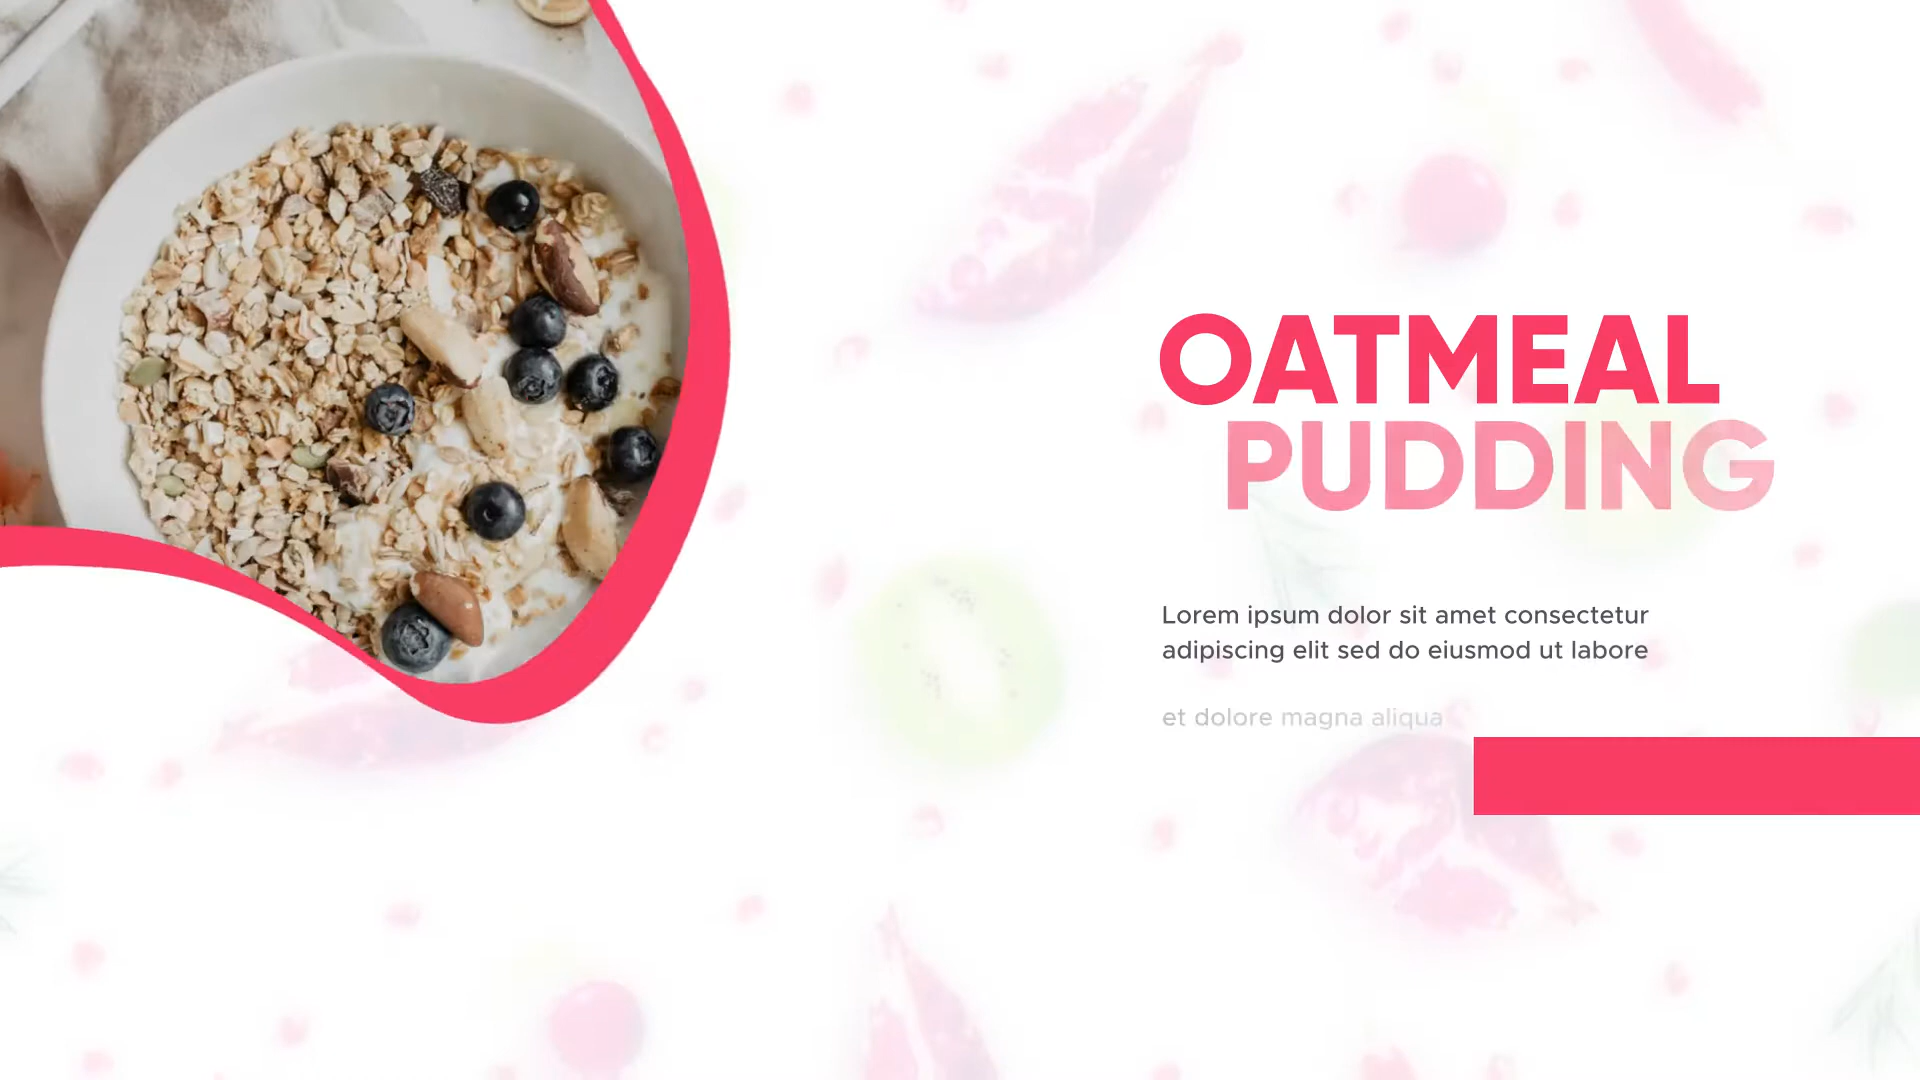 OATMEAL
PUDDING
Lorem ipsum dolor sit amet consectetur
adipiscing elit sed do eiusmod ut labore
et dolore magna aliqua